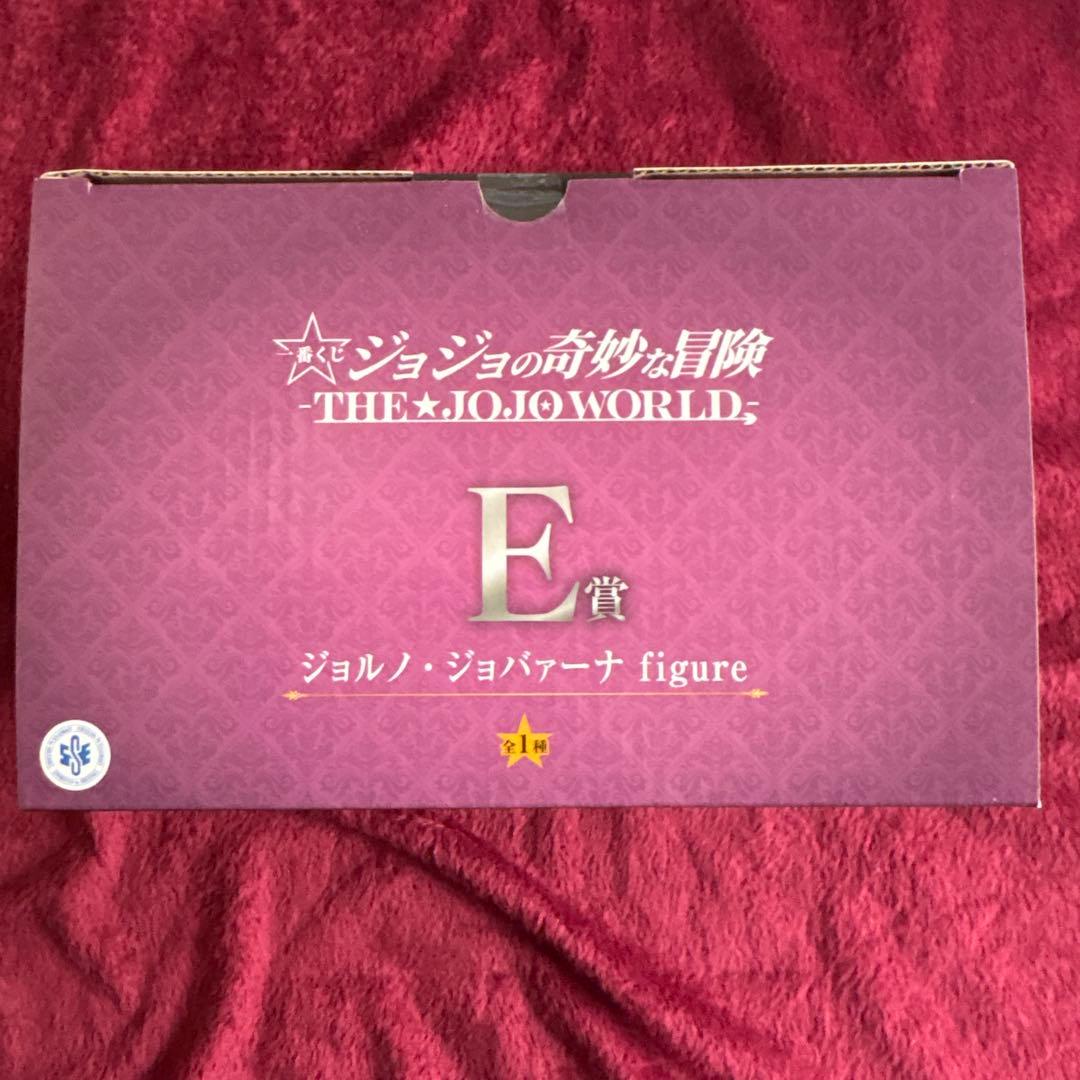 一番くじ ジョジョの奇妙な冒険
-THE★JOJO WORLD-
E賞
ジョルノ・ジョバァーナ figure
全1種
ESE